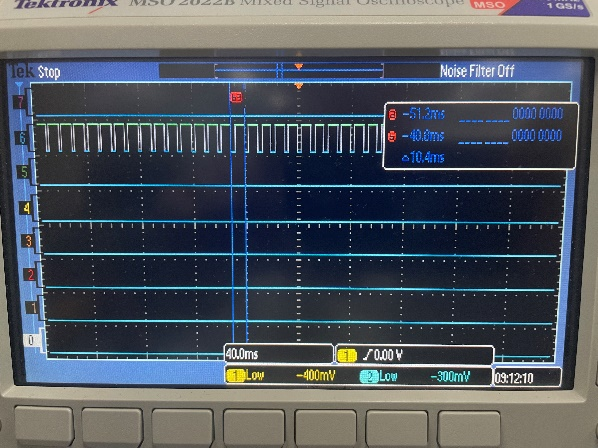 Tektronix MSO 2022B Mixed Signal Oscilloscope MSO
1 GS/s
Tek Stop
Noise Filter Off
7
6
5
4
3
2
1
0
a -51.2ms 0000 0000
b -40.8ms 0000 0000
△10.4ms
40.0ms
1 / 0.00 V
1 Low -400mV 2 Low -300mV
09:12:10